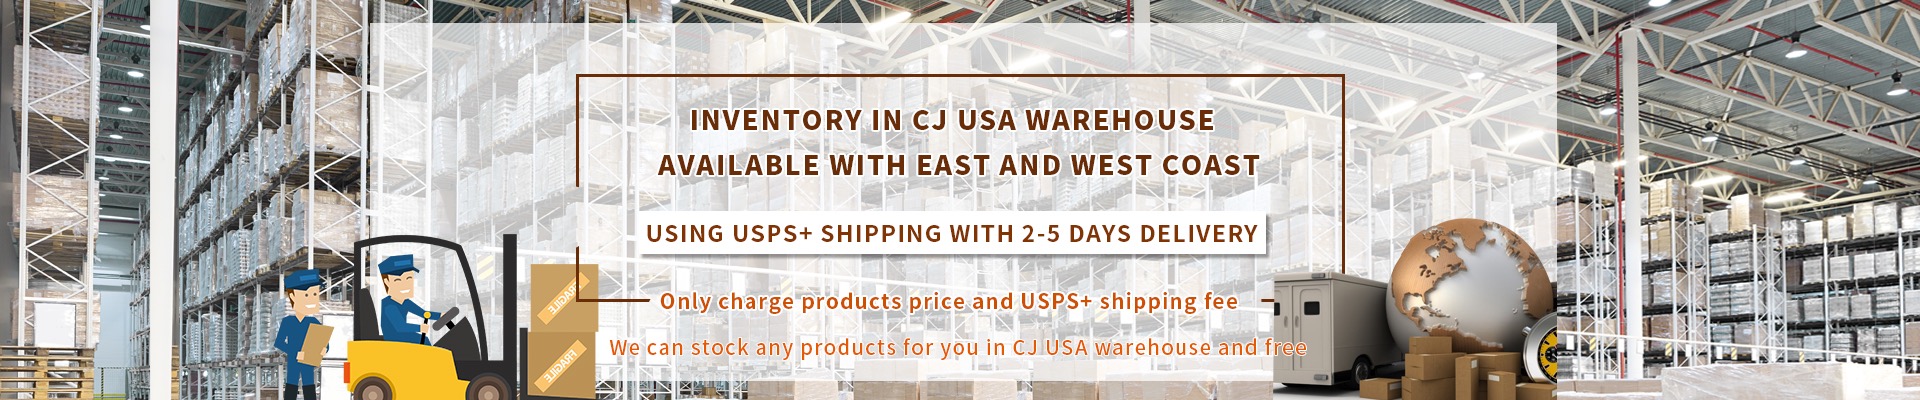 INVENTORY IN CJ USA WAREHOUSE
AVAILABLE WITH EAST AND WEST COAST
USING USPS+ SHIPPING WITH 2-5 DAYS DELIVERY
Only charge products price and USPS+ shipping fee
We can stock any products for you in CJ USA warehouse and free
FRAGILE
FRAGILE